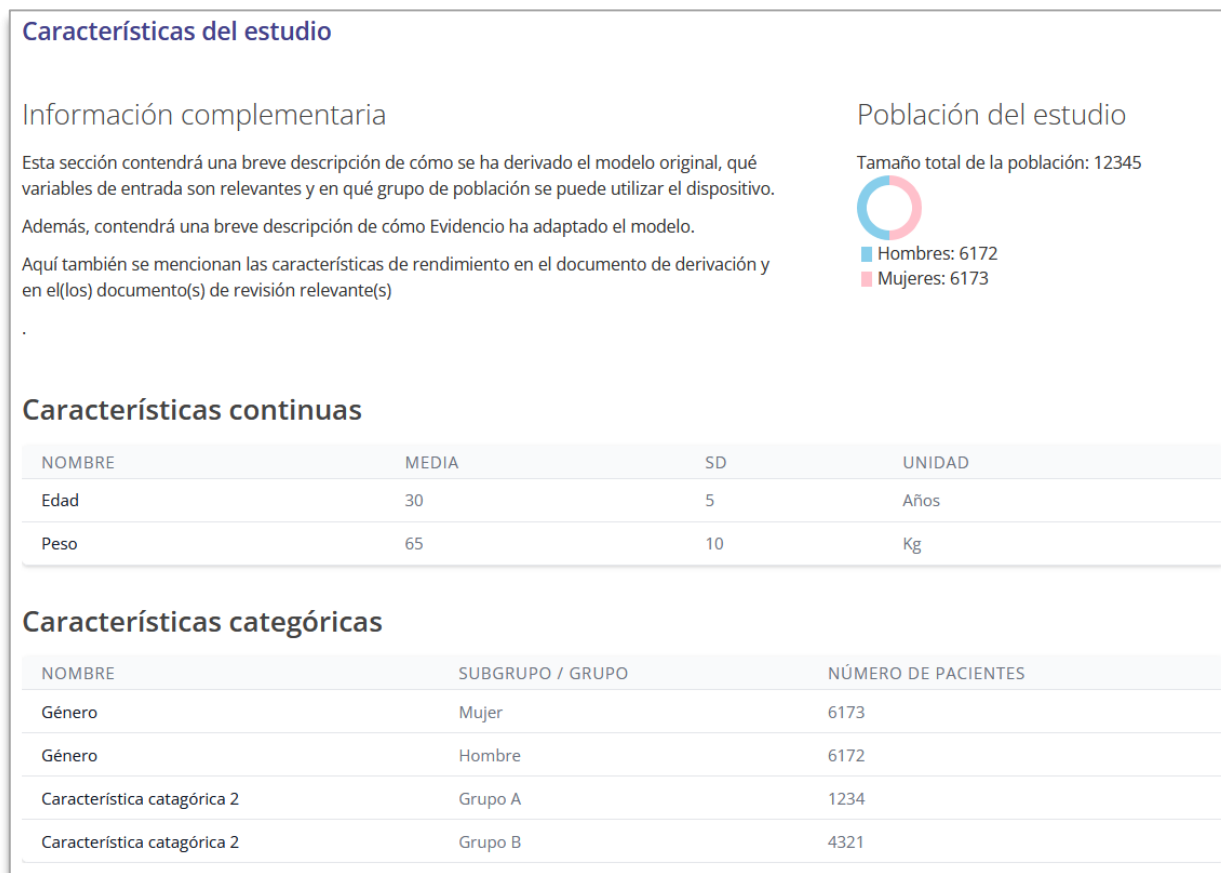 Características del estudio
Información complementaria
Esta sección contendrá una breve descripción de cómo se ha derivado el modelo original, qué
variables de entrada son relevantes y en qué grupo de población se puede utilizar el dispositivo.
Además, contendrá una breve descripción de cómo Evidencio ha adaptado el modelo.
Aquí también se mencionan las características de rendimiento en el documento de derivación y
en el(los) documento(s) de revisión relevante(s)
.
Población del estudio
Tamaño total de la población: 12345
Hombres: 6172
Mujeres: 6173
Características continuas
NOMBRE MEDIA SD UNIDAD
Edad 30 5 Años
Peso 65 10 Kg
Características categóricas
NOMBRE SUBGRUPO / GRUPO NÚMERO DE PACIENTES
Género Mujer 6173
Género Hombre 6172
Característica catagórica 2 Grupo A 1234
Característica catagórica 2 Grupo B 4321